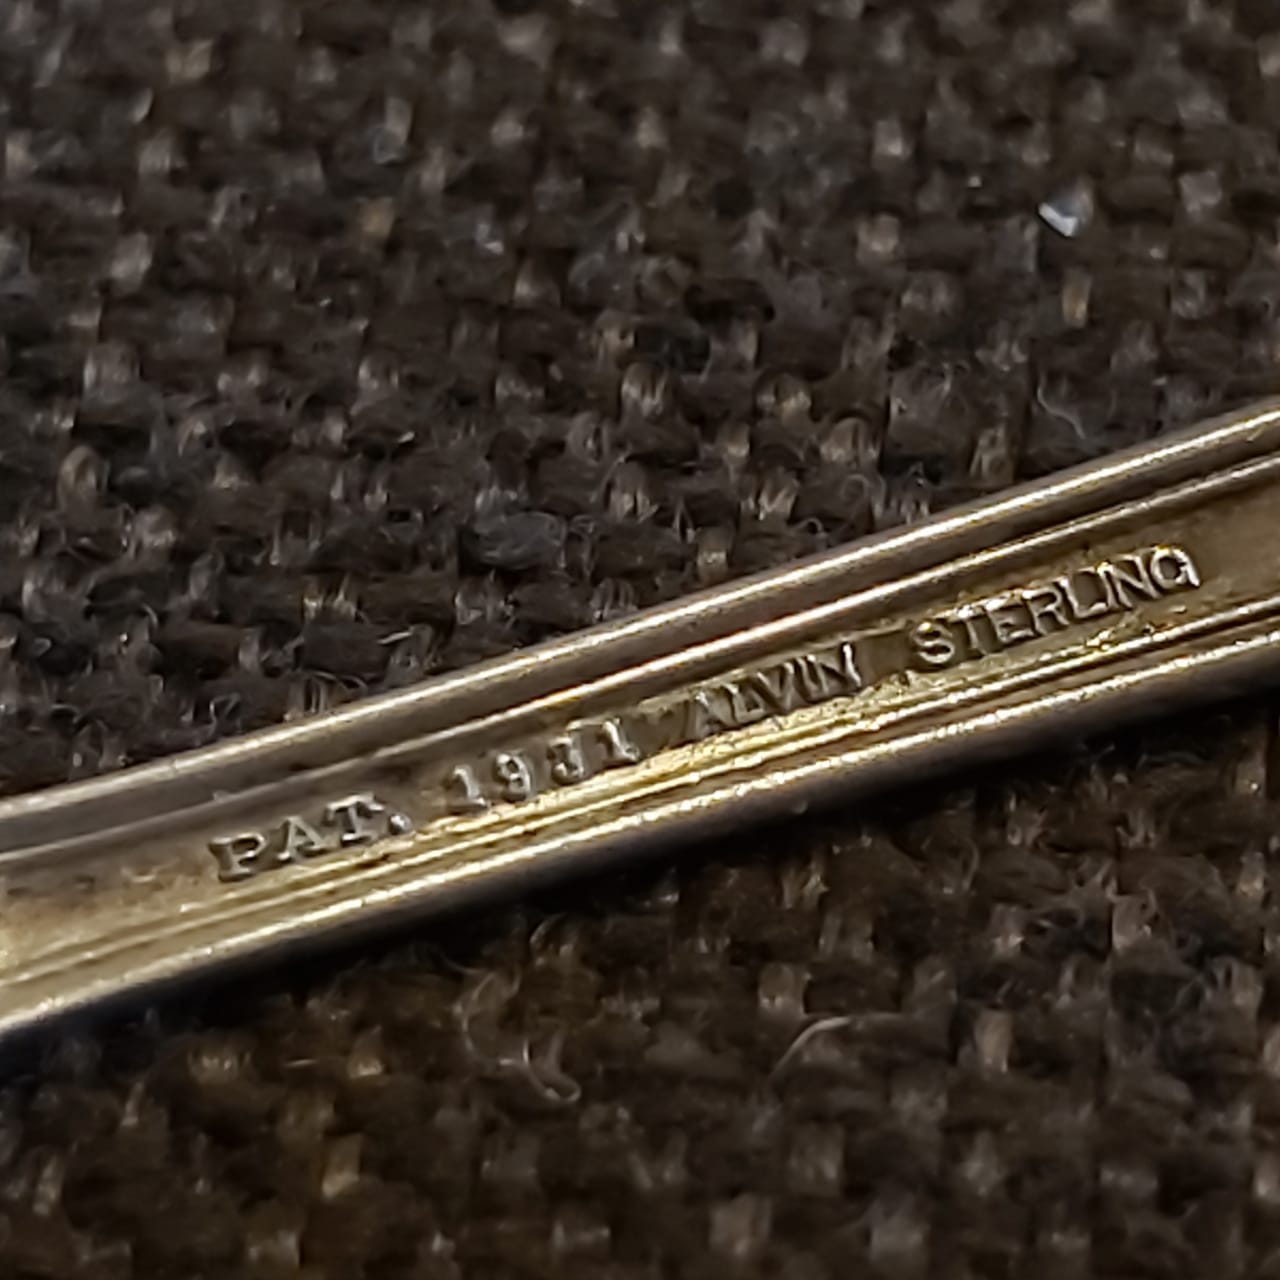 PAT. 1931 ALVIN STERLING